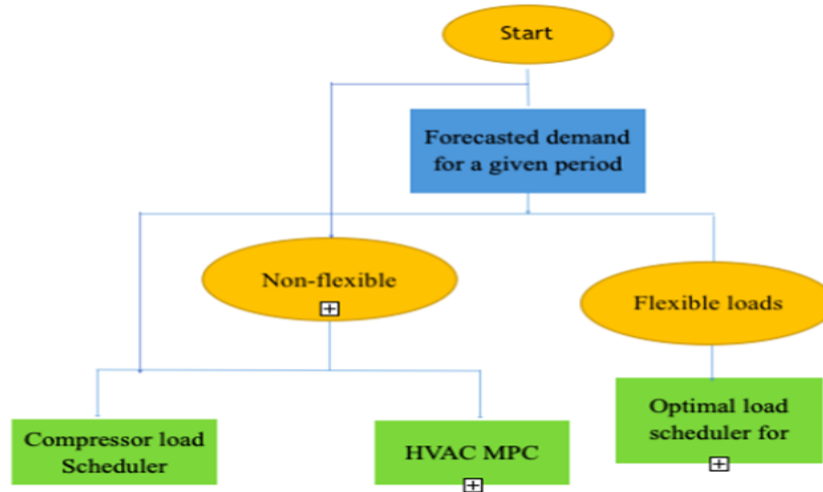 Start
Forecasted demand
for a given period
Non-flexible
Flexible loads
Compressor load
Scheduler
HVAC MPC
Optimal load
scheduler for